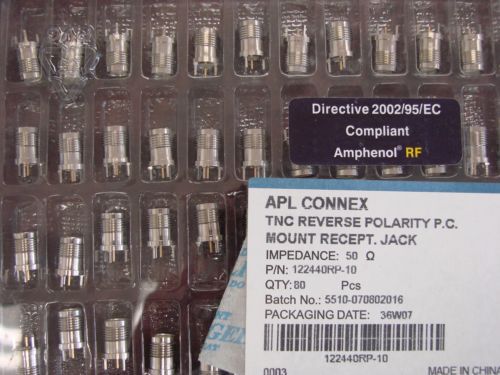 Directive 2002/95/EC
Compliant
Amphenol® RF
APL CONNEX
TNC REVERSE POLARITY P.C.
MOUNT RECEPT. JACK
IMPEDANCE: 50 Ω
P/N: 122440RP-10
QTY: 80 Pcs
Batch No.: 5510-070802016
PACKAGING DATE: 36W07
122440RP-10
0003 MADE IN CHINA